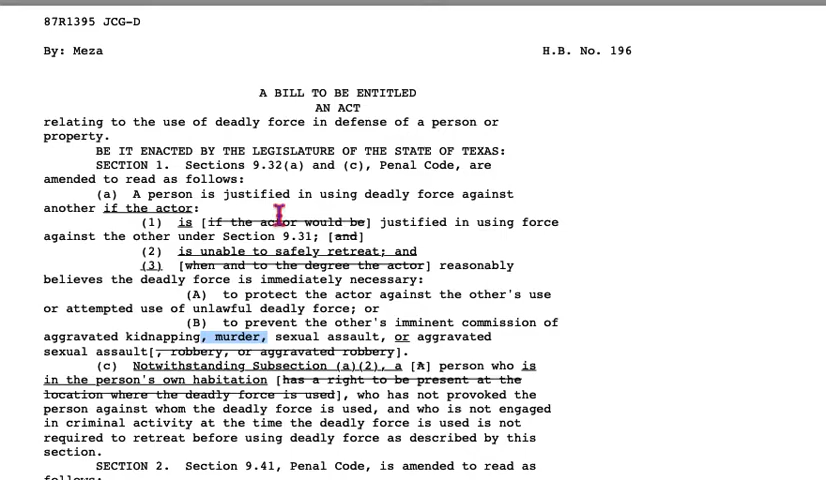 87R1395 JCG-D
By: Meza H.B. No. 196
A BILL TO BE ENTITLED
AN ACT
relating to the use of deadly force in defense of a person or
property.
BE IT ENACTED BY THE LEGISLATURE OF THE STATE OF TEXAS:
SECTION 1. Sections 9.32(a) and (c), Penal Code, are
amended to read as follows:
(a) A person is justified in using deadly force against
another if the actor:
(1) is [if the actor would be] justified in using force
against the other under Section 9.31; [and]
(2) is unable to safely retreat; and
(3) [when and to the degree the actor] reasonably
believes the deadly force is immediately necessary:
(A) to protect the actor against the other's use
or attempted use of unlawful deadly force; or
(B) to prevent the other's imminent commission of
aggravated kidnapping, murder, sexual assault, or aggravated
sexual assault[, robbery, or aggravated robbery].
(c) Notwithstanding Subsection (a)(2), a [A] person who is
in the person's own habitation [has a right to be present at the
location where the deadly force is used], who has not provoked the
person against whom the deadly force is used, and who is not engaged
in criminal activity at the time the deadly force is used is not
required to retreat before using deadly force as described by this
section.
SECTION 2. Section 9.41, Penal Code, is amended to read as
follows: